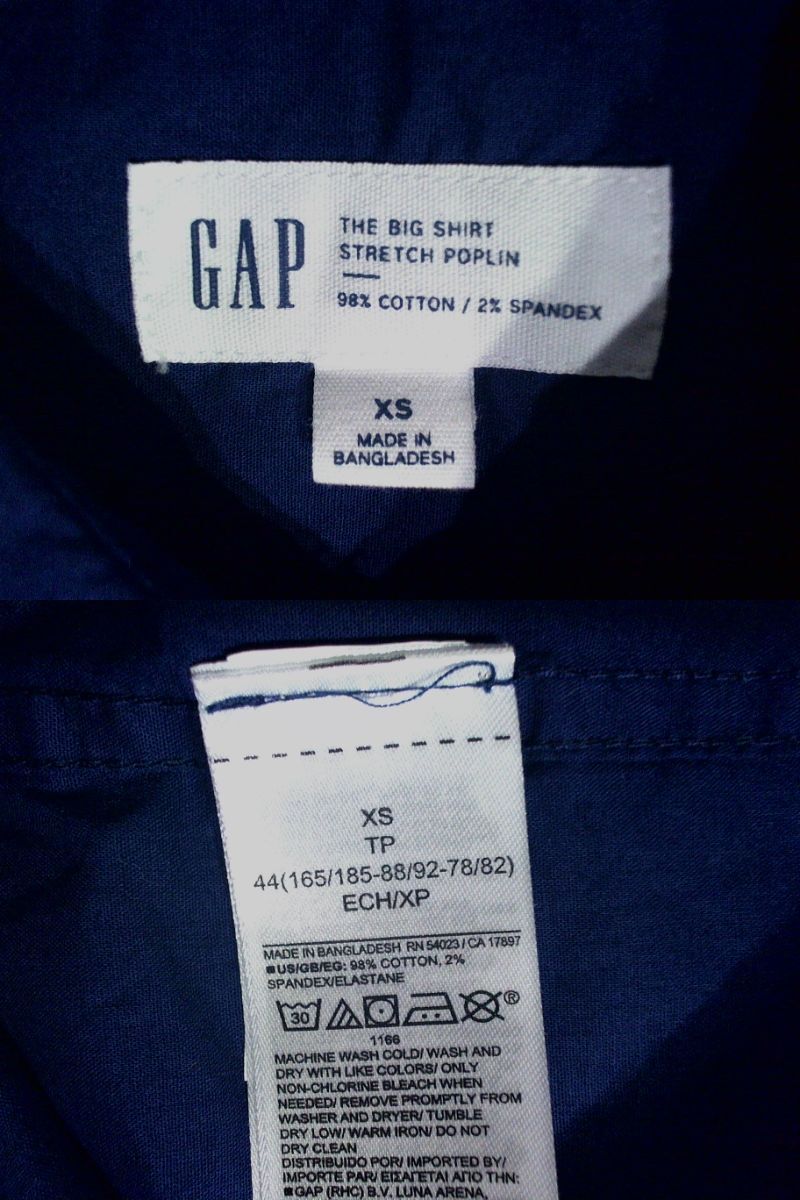 GAP
THE BIG SHIRT
STRETCH POPLIN
98% COTTON / 2% SPANDEX
XS
MADE IN
BANGLADESH
XS
TP
44(165/185-88/92-78/82)
ECH/XP
MADE IN BANGLADESH RN 54023 / CA 17897
■US/GB/EG: 98% COTTON, 2%
SPANDEX/ELASTANE
30
®
1166
MACHINE WASH COLD/ WASH AND
DRY WITH LIKE COLORS/ ONLY
NON-CHLORINE BLEACH WHEN
NEEDED/ REMOVE PROMPTLY FROM
WASHER AND DRYER/ TUMBLE
DRY LOW/ WARM IRON/ DO NOT
DRY CLEAN
DISTRIBUIDO POR/ IMPORTED BY/
IMPORTE PAR/ ΕΙΣΑΓΕΤΑΙ ΑΠΟ ΤΗΝ:
■GAP (RHC) B.V. LUNA ARENA,